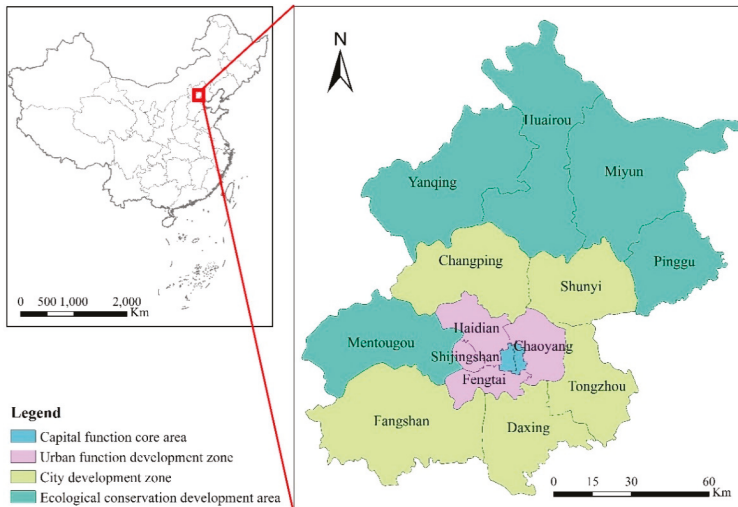 0 500 1,000 2,000
Km
Legend
Capital function core area
Urban function development zone
City development zone
Ecological conservation development area
N
Huairou
Miyun
Yanqing
Pinggu
Changping
Shunyi
Haidian
Mentougou
Chaoyang
Shijingshan
Fengtai
Tongzhou
Fangshan
Daxing
0 15 30 60
Km